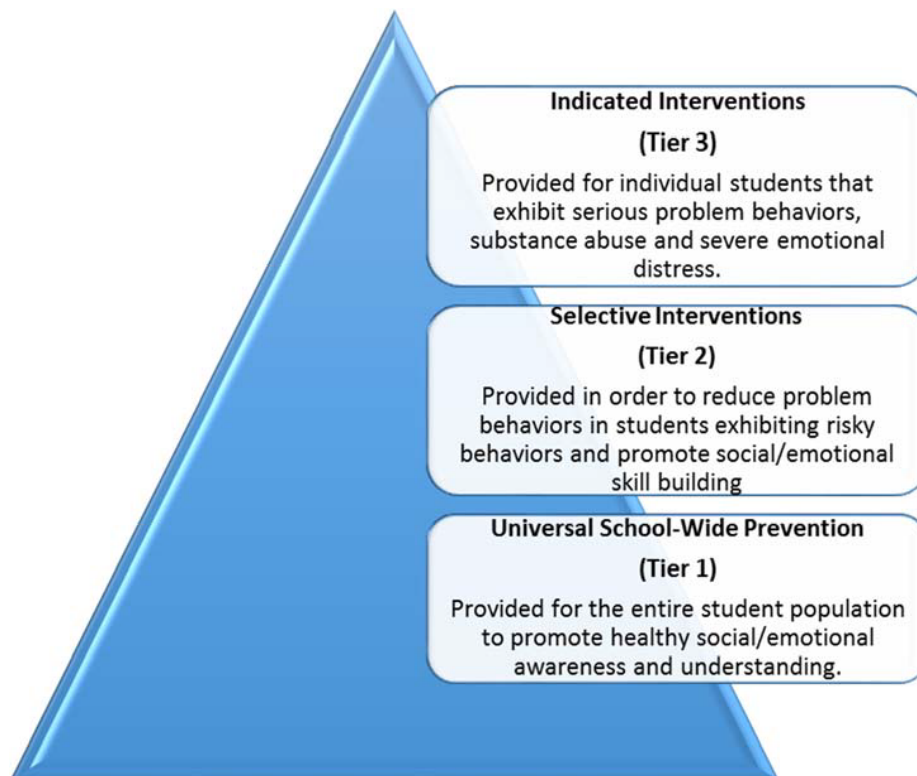 Indicated Interventions
(Tier 3)
Provided for individual students that
exhibit serious problem behaviors,
substance abuse and severe emotional
distress.
Selective Interventions
(Tier 2)
Provided in order to reduce problem
behaviors in students exhibiting risky
behaviors and promote social/emotional
skill building
Universal School-Wide Prevention
(Tier 1)
Provided for the entire student population
to promote healthy social/emotional
awareness and understanding.